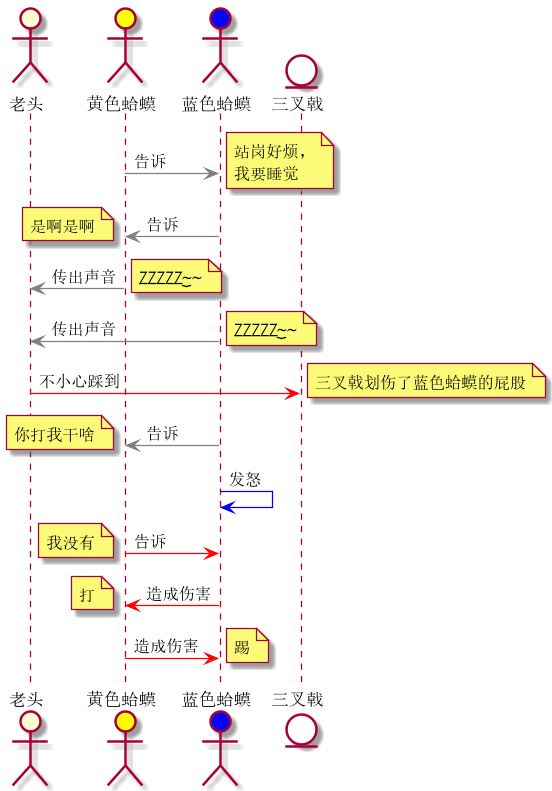 老头
黄色蛤蟆
蓝色蛤蟆
三叉戟
告诉
站岗好烦，
我要睡觉
是啊是啊
告诉
传出声音
ZZZZZ~~
传出声音
ZZZZZ~~
不小心踩到
三叉戟划伤了蓝色蛤蟆的屁股
你打我干啥
告诉
发怒
我没有
告诉
打
造成伤害
造成伤害
踢
老头
黄色蛤蟆
蓝色蛤蟆
三叉戟